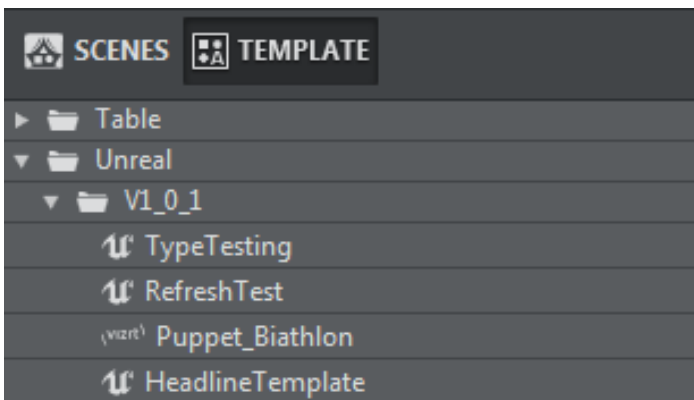 SCENES TEMPLATE
Table
Unreal
V1_0_1
TypeTesting
RefreshTest
vizrt Puppet_Biathlon
HeadlineTemplate